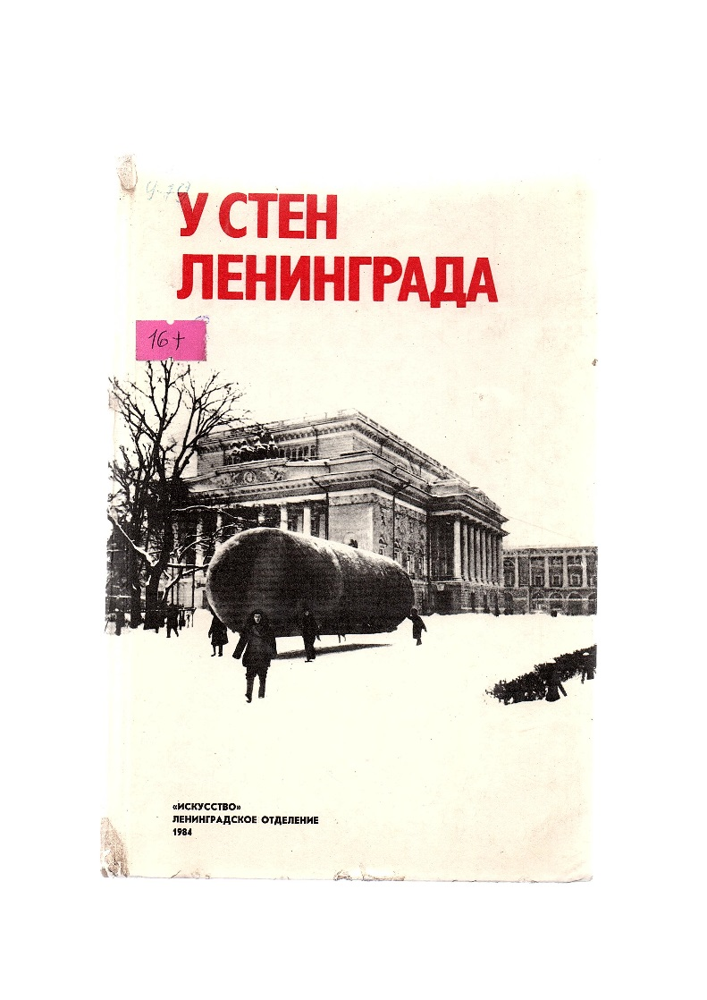 У СТЕН
ЛЕНИНГРАДА
16+
«ИСКУССТВО»
ЛЕНИНГРАДСКОЕ ОТДЕЛЕНИЕ
1984